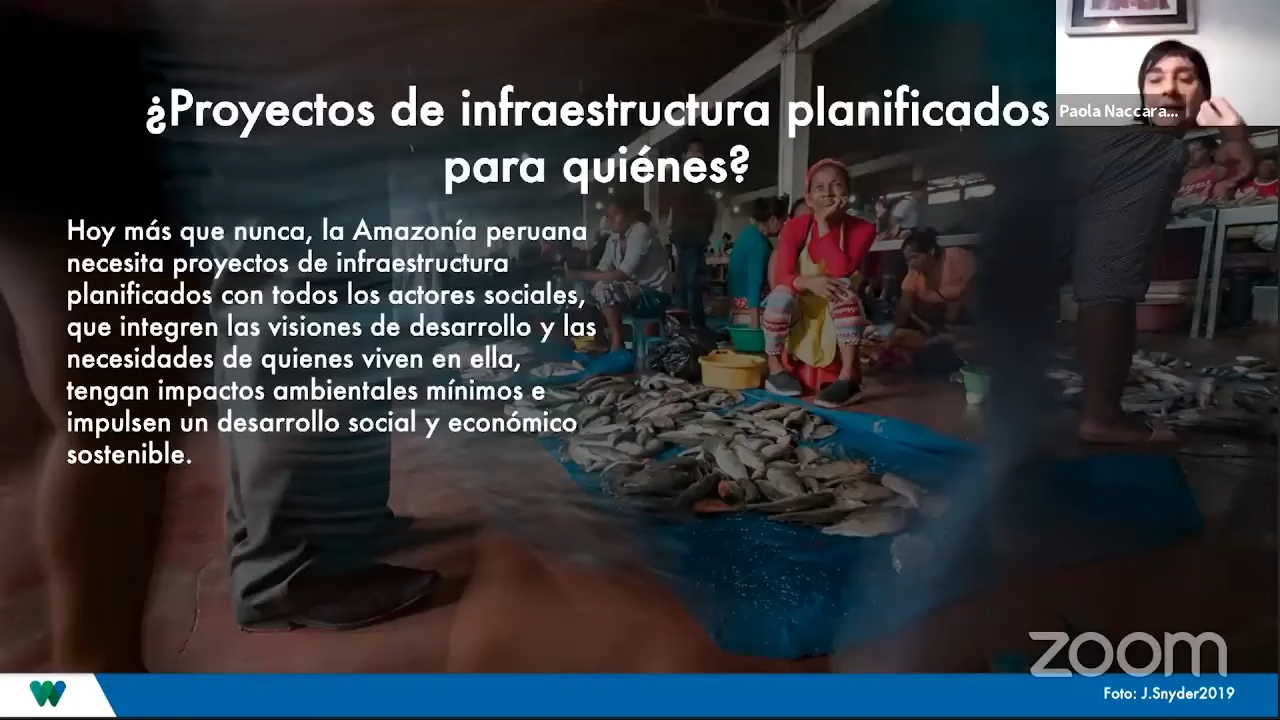 ¿Proyectos de infraestructura planificados
para quiénes?
Paola Naccara...
Hoy más que nunca, la Amazonía peruana
necesita proyectos de infraestructura
planificados con todos los actores sociales,
que integren las visiones de desarrollo y las
necesidades de quienes viven en ella,
tengan impactos ambientales mínimos e
impulsen un desarrollo social y económico
sostenible.
zoom
Foto: J.Snyder2019